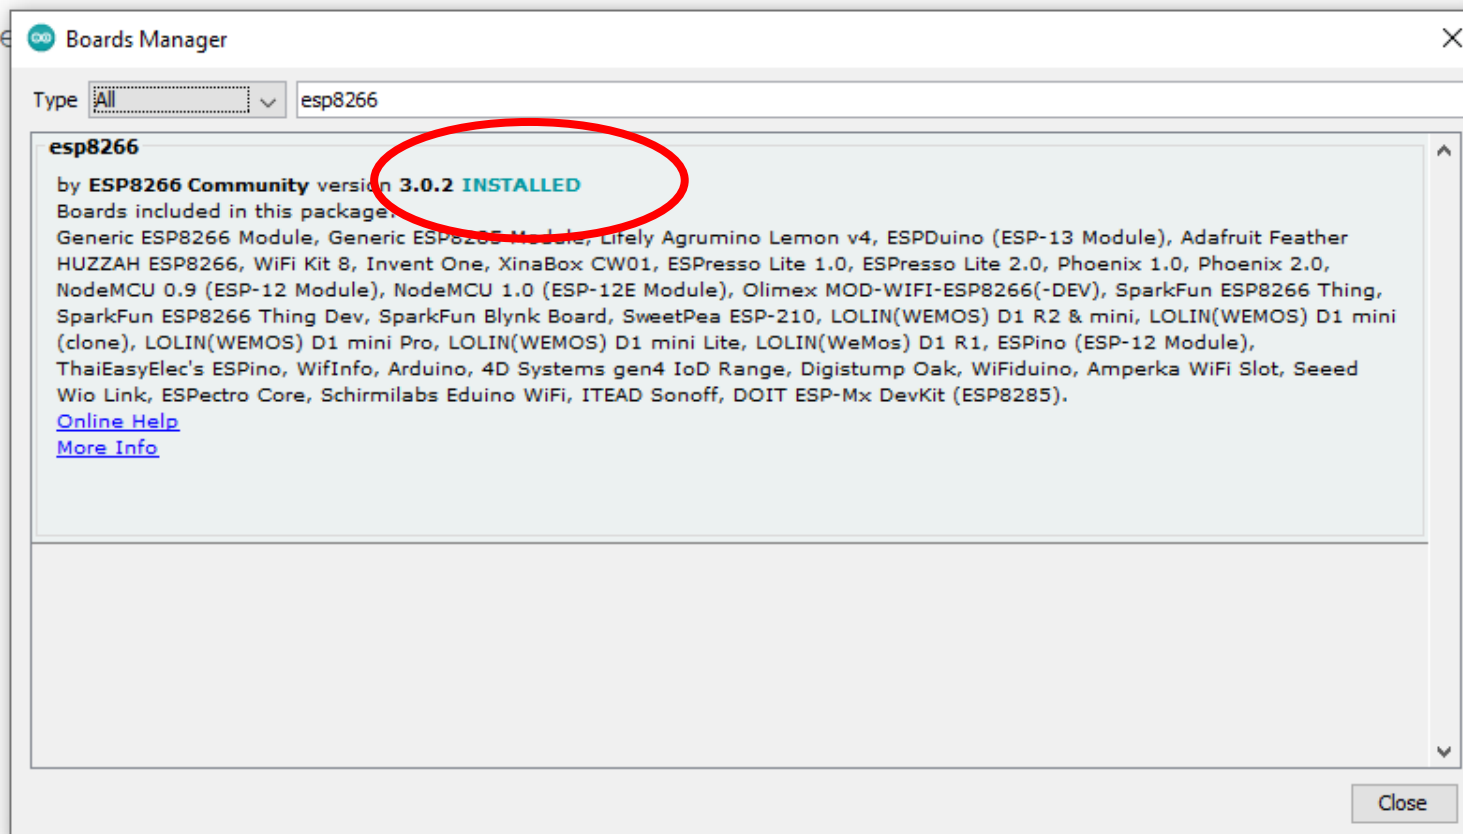 e
Boards Manager
Type All esp8266
esp8266
by ESP8266 Community version 3.0.2 INSTALLED
Boards included in this package:
Generic ESP8266 Module, Generic ESP8285 Module, Lifely Agrumino Lemon v4, ESPDuino (ESP-13 Module), Adafruit Feather
HUZZAH ESP8266, WiFi Kit 8, Invent One, XinaBox CW01, ESPresso Lite 1.0, ESPresso Lite 2.0, Phoenix 1.0, Phoenix 2.0,
NodeMCU 0.9 (ESP-12 Module), NodeMCU 1.0 (ESP-12E Module), Olimex MOD-WIFI-ESP8266(-DEV), SparkFun ESP8266 Thing,
SparkFun ESP8266 Thing Dev, SparkFun Blynk Board, SweetPea ESP-210, LOLIN(WEMOS) D1 R2 & mini, LOLIN(WEMOS) D1 mini
(clone), LOLIN(WEMOS) D1 mini Pro, LOLIN(WEMOS) D1 mini Lite, LOLIN(WeMos) D1 R1, ESPino (ESP-12 Module),
ThaiEasyElec's ESPino, WifInfo, Arduino, 4D Systems gen4 IoD Range, Digistump Oak, WiFiduino, Amperka WiFi Slot, Seeed
Wio Link, ESPectro Core, Schirmilabs Eduino WiFi, ITEAD Sonoff, DOIT ESP-Mx DevKit (ESP8285).
Online Help
More Info
Close